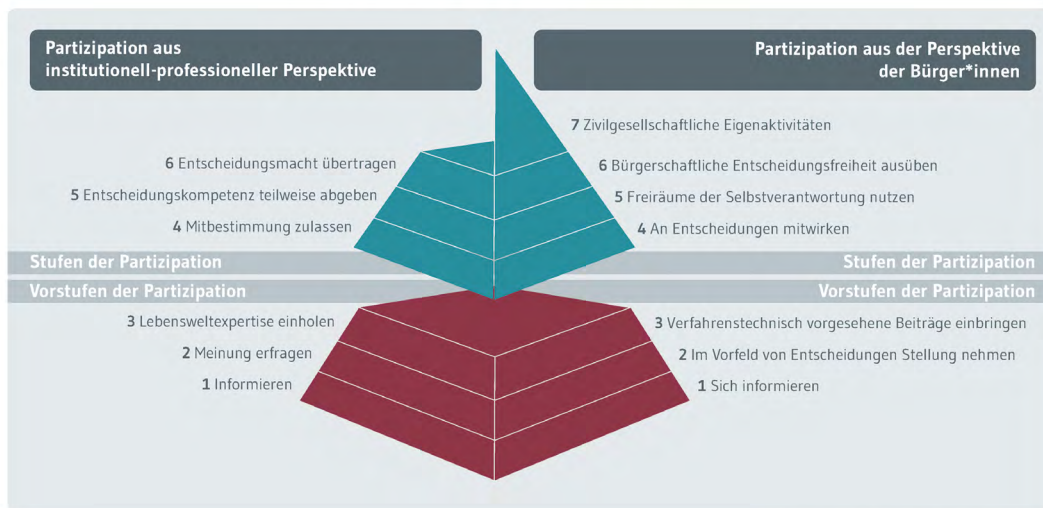 Partizipation aus
institutionell-professioneller Perspektive
Partizipation aus der Perspektive
der Bürger*innen
7 Zivilgesellschaftliche Eigenaktivitäten
6 Entscheidungsmacht übertragen
6 Bürgerschaftliche Entscheidungsfreiheit ausüben
5 Entscheidungskompetenz teilweise abgeben
5 Freiräume der Selbstverantwortung nutzen
4 Mitbestimmung zulassen
4 An Entscheidungen mitwirken
Stufen der Partizipation
Stufen der Partizipation
Vorstufen der Partizipation
Vorstufen der Partizipation
3 Lebensweltexpertise einholen
3 Verfahrenstechnisch vorgesehene Beiträge einbringen
2 Meinung erfragen
2 Im Vorfeld von Entscheidungen Stellung nehmen
1 Informieren
1 Sich informieren